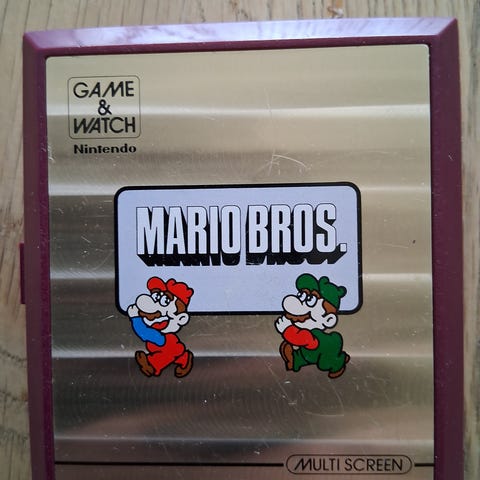 GAME
&
WATCH
Nintendo
MARIO BROS.
MULTI SCREEN